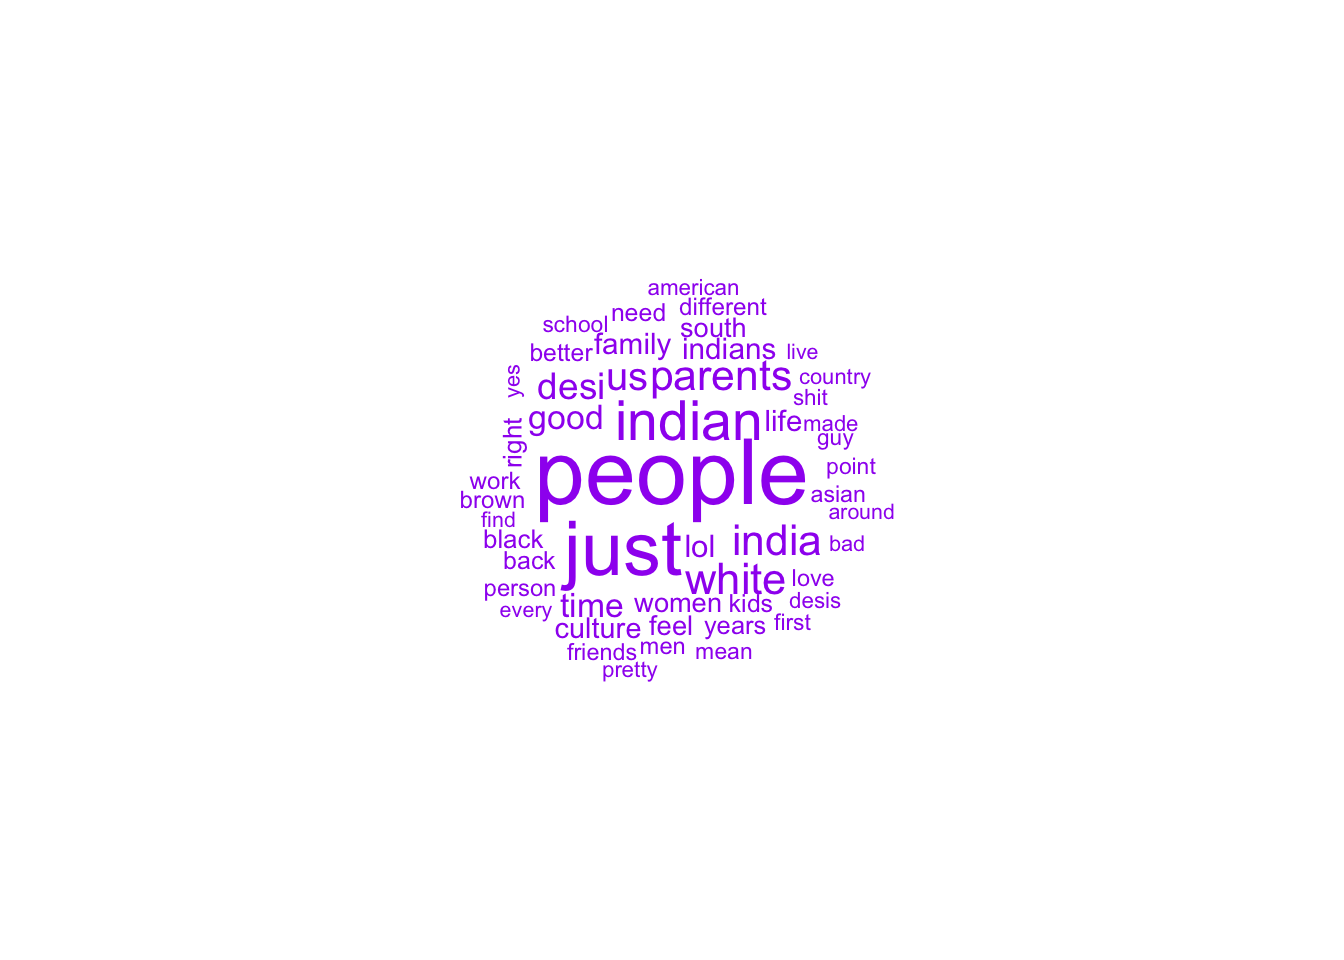 american
need different
school south
better family indians live
yes desi us parents country
shit
good indian life made
guy
right people point
work asian
brown around
find
black just lol india bad
back
person white love
every time women kids desis
culture feel years first
friends men mean
pretty